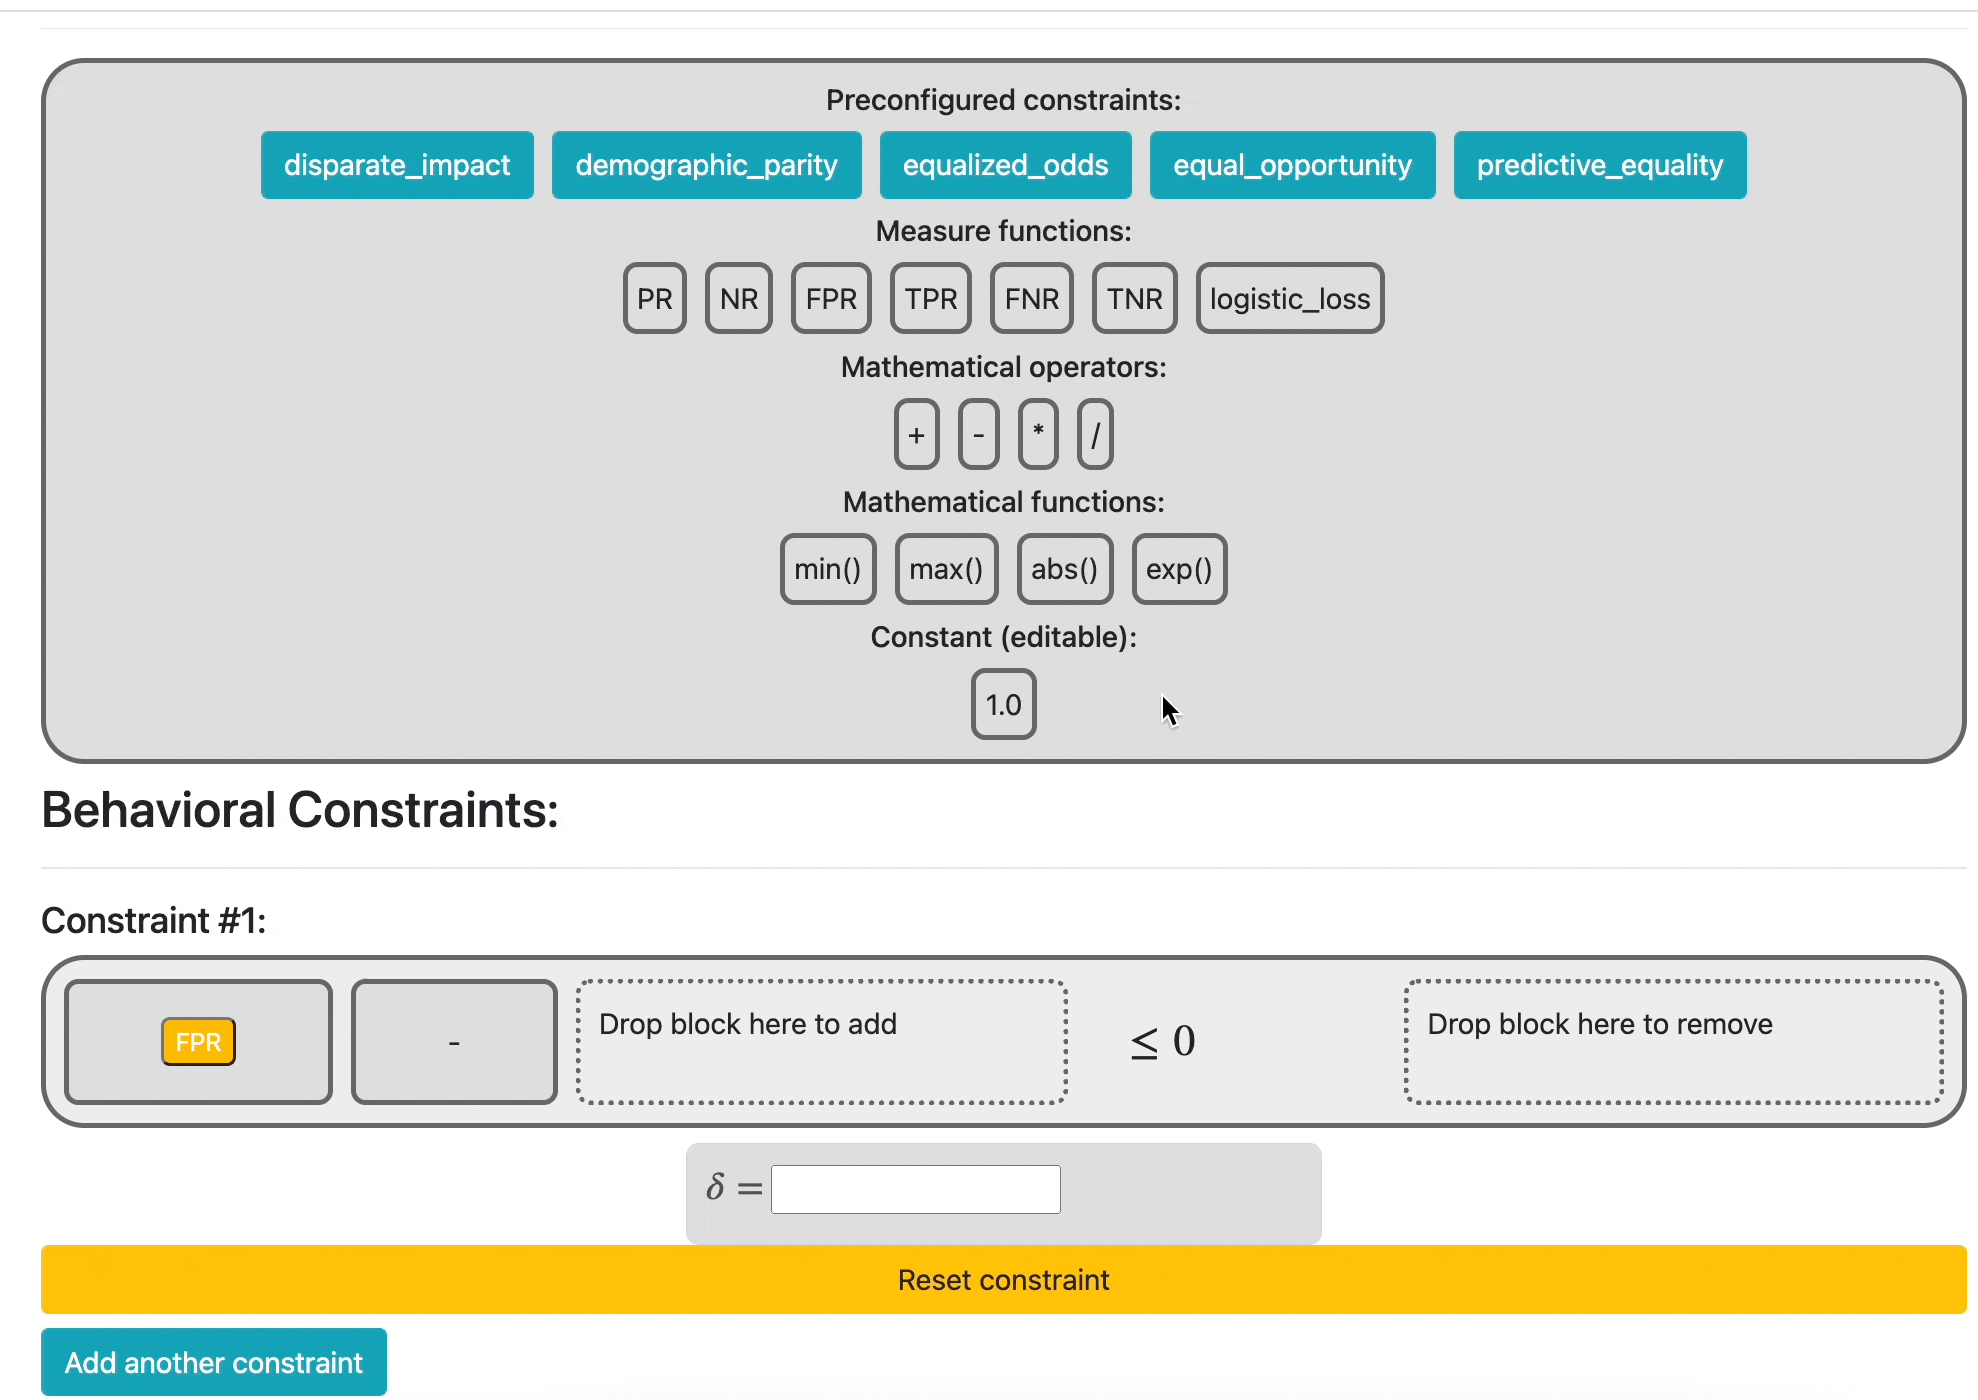 Preconfigured constraints:
disparate_impact demographic_parity equalized_odds equal_opportunity predictive_equality
Measure functions:
PR NR FPR TPR FNR TNR logistic_loss
Mathematical operators:
+ - * /
Mathematical functions:
min() max() abs() exp()
Constant (editable):
1.0
Behavioral Constraints:
Constraint #1:
FPR - Drop block here to add ≤ 0 Drop block here to remove
δ =
Reset constraint
Add another constraint